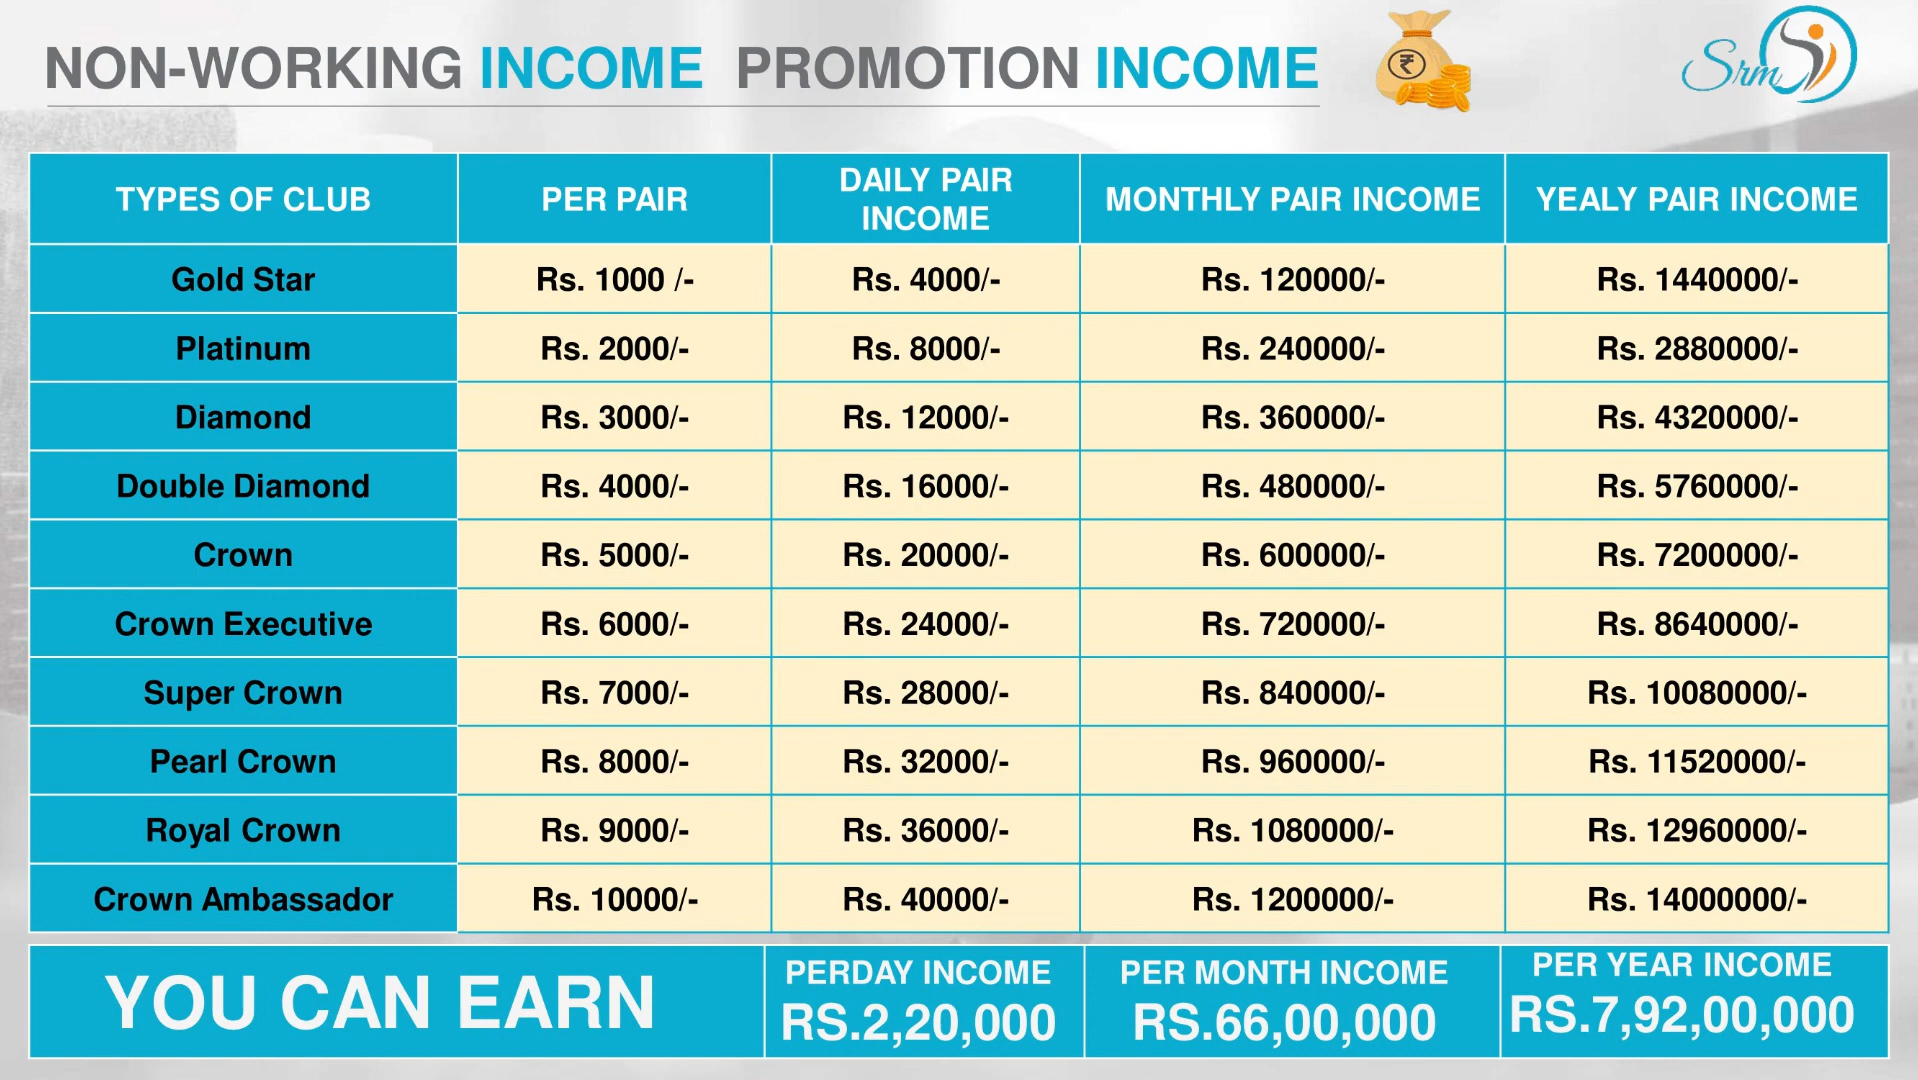 NON-WORKING INCOME PROMOTION INCOME
₹
Srm
TYPES OF CLUB PER PAIR DAILY PAIR INCOME MONTHLY PAIR INCOME YEALY PAIR INCOME
Gold Star Rs. 1000 /- Rs. 4000/- Rs. 120000/- Rs. 1440000/-
Platinum Rs. 2000/- Rs. 8000/- Rs. 240000/- Rs. 2880000/-
Diamond Rs. 3000/- Rs. 12000/- Rs. 360000/- Rs. 4320000/-
Double Diamond Rs. 4000/- Rs. 16000/- Rs. 480000/- Rs. 5760000/-
Crown Rs. 5000/- Rs. 20000/- Rs. 600000/- Rs. 7200000/-
Crown Executive Rs. 6000/- Rs. 24000/- Rs. 720000/- Rs. 8640000/-
Super Crown Rs. 7000/- Rs. 28000/- Rs. 840000/- Rs. 10080000/-
Pearl Crown Rs. 8000/- Rs. 32000/- Rs. 960000/- Rs. 11520000/-
Royal Crown Rs. 9000/- Rs. 36000/- Rs. 1080000/- Rs. 12960000/-
Crown Ambassador Rs. 10000/- Rs. 40000/- Rs. 1200000/- Rs. 14000000/-
YOU CAN EARN
PERDAY INCOME
RS.2,20,000
PER MONTH INCOME
RS.66,00,000
PER YEAR INCOME
RS.7,92,00,000